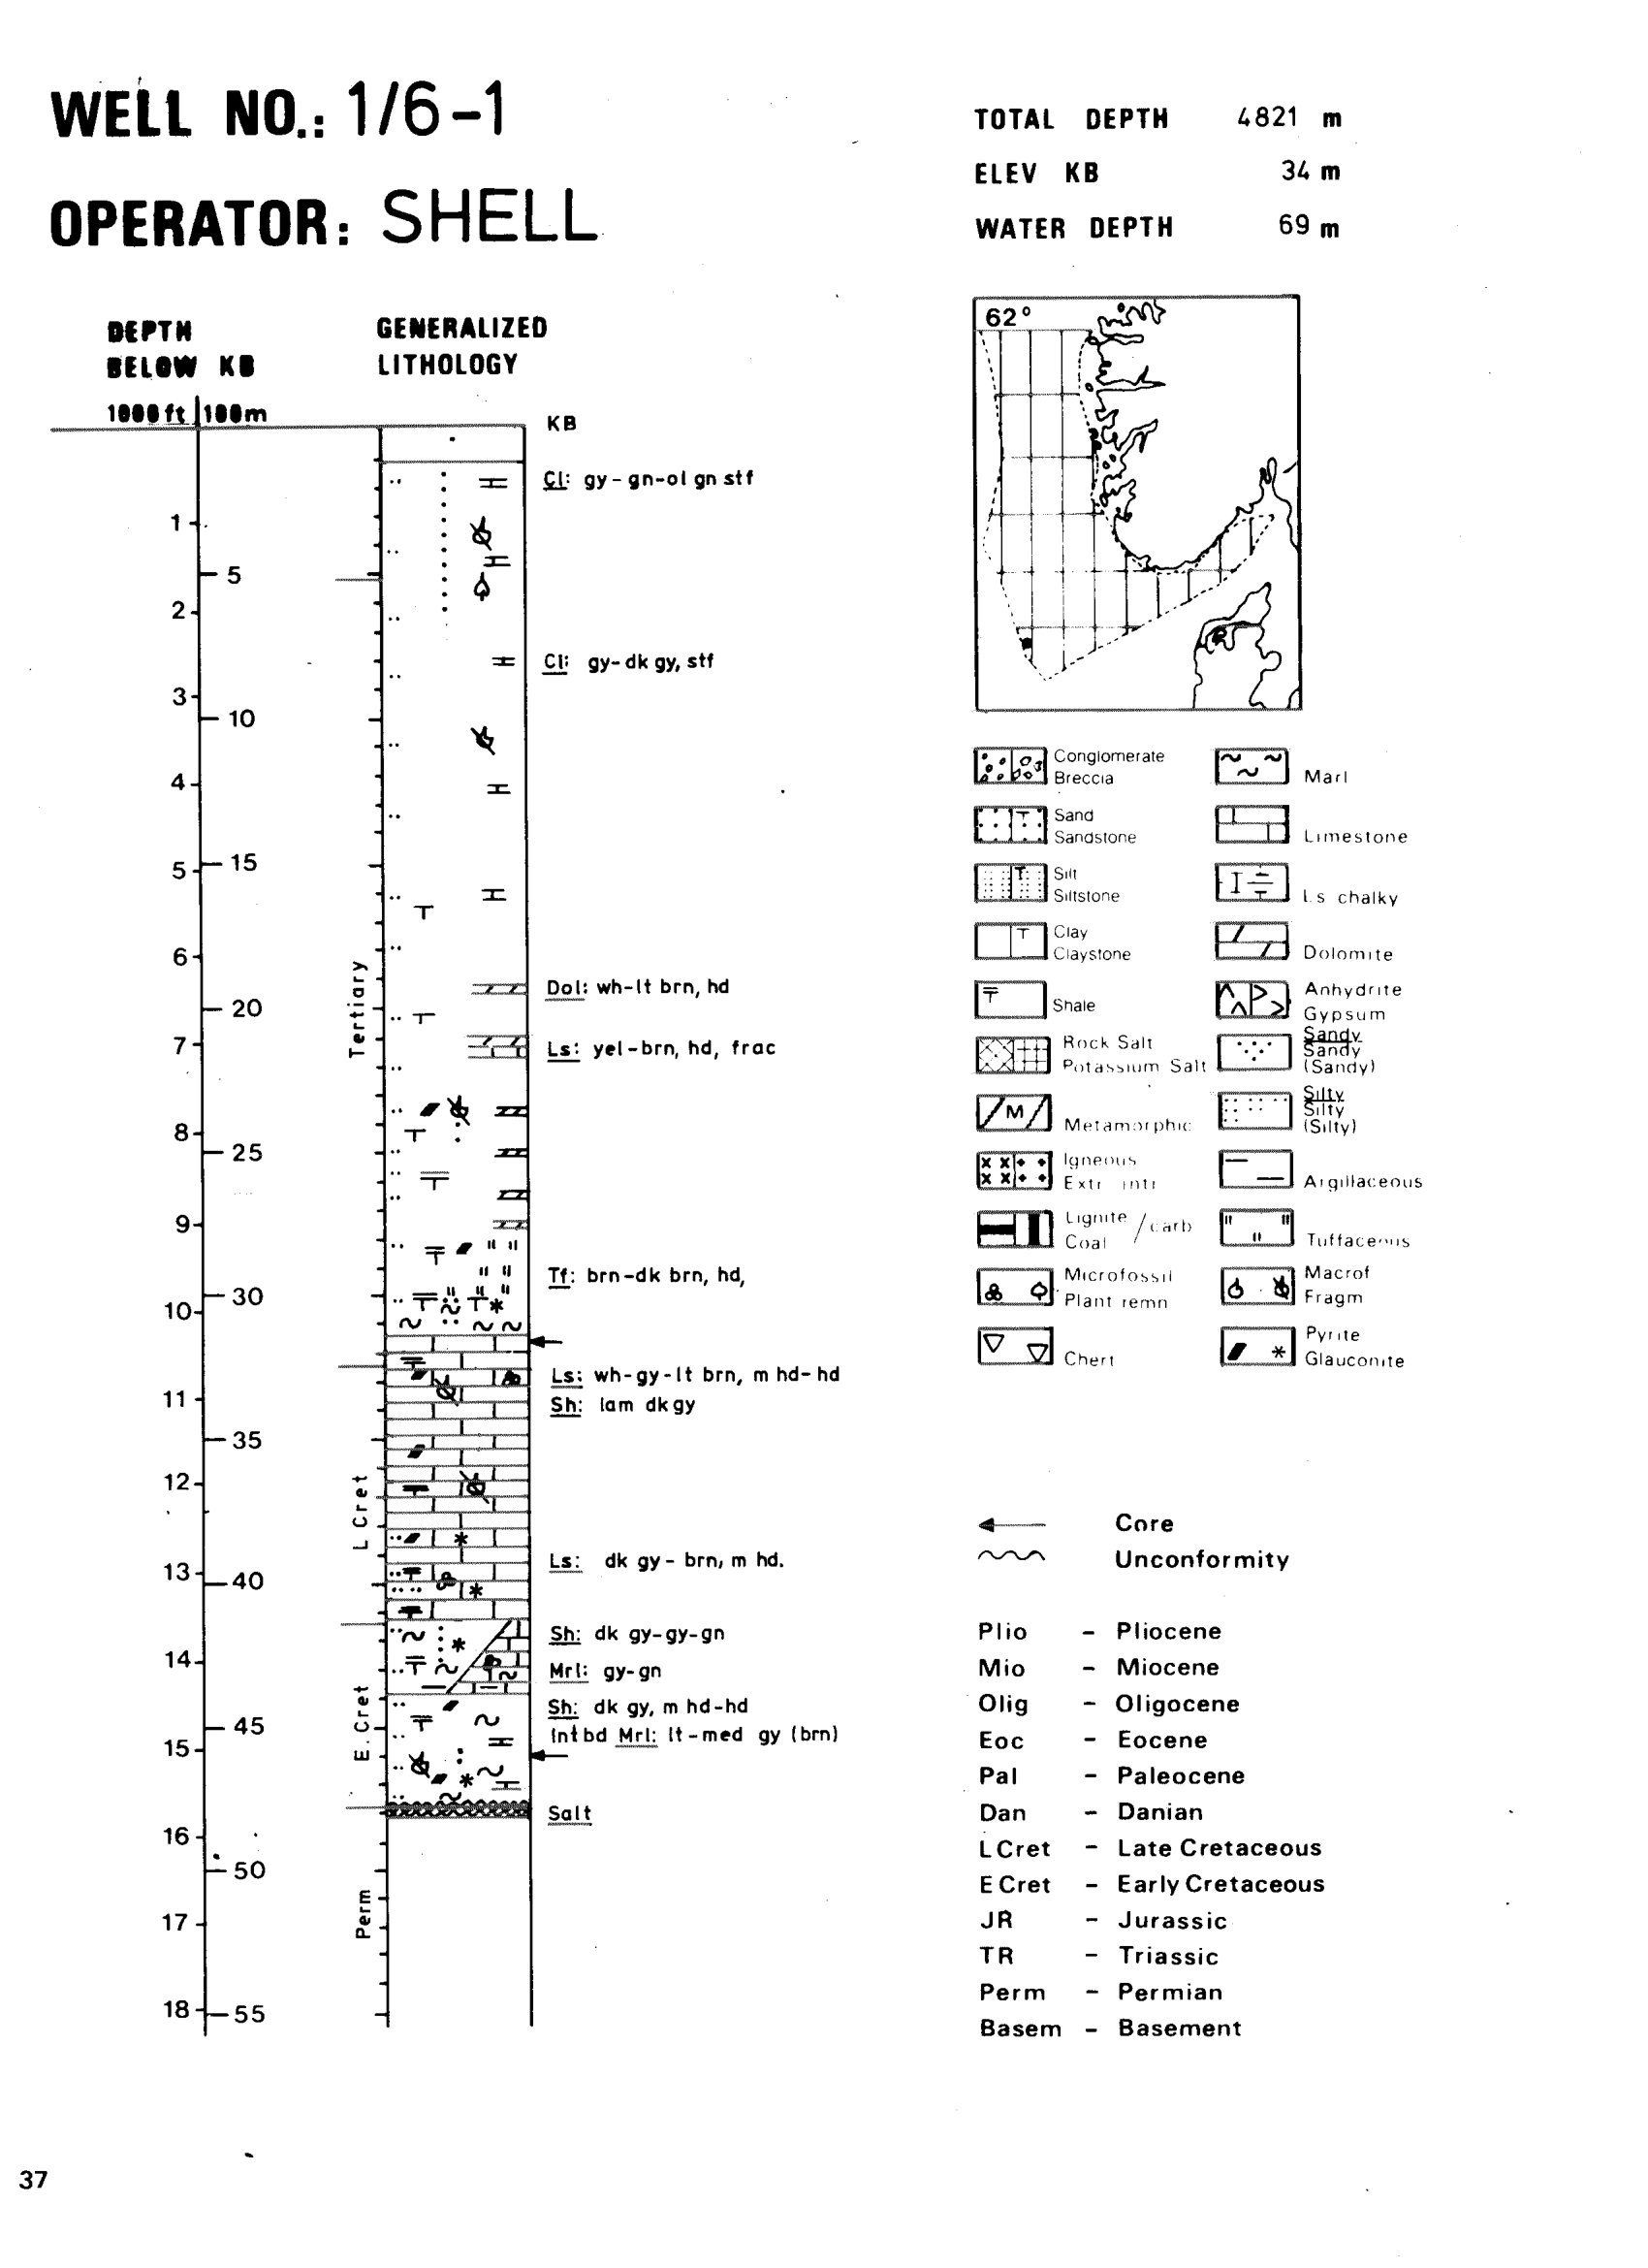 WELL NO.: 1/6-1
OPERATOR: SHELL
TOTAL DEPTH 4821 m
ELEV KB 34 m
WATER DEPTH 69 m
DEPTH
BELOW KB
1000 ft 100m
GENERALIZED
LITHOLOGY
KB
Cl: gy-gn-ol gn stf
1
5
2
Cl: gy-dk gy, stf
3
10
4
5
15
6
Dol: wh-lt brn, hd
20
Tertiary
7
Ls: yel-brn, hd, frac
8
25
9
Tf: brn-dk brn, hd,
30
10
Ls: wh-gy-lt brn, m hd-hd
11
Sh: lam dk gy
35
12
L Cret
Ls: dk gy-brn, m hd.
13
40
Sh: dk gy-gy-gn
14
Mrl: gy-gn
Sh: dk gy, m hd-hd
45
Intbd Mrl: lt-med gy (brn)
15
E. Cret
Salt
16
50
Perm
17
18
55
62°
Conglomerate
Breccia
Marl
Sand
Sandstone
Limestone
Silt
Siltstone
Ls chalky
Clay
Claystone
Dolomite
Shale
Anhydrite
Gypsum
Rock Salt
Potassium Salt
Sandy
Sandy
(Sandy)
M
Metamorphic
Silty
Silty
(Silty)
Igneous
Extr intr
Argillaceous
Lignite
Coal / carb
Tuffaceous
Microfossil
Plant remn
Macrof
Fragm
Chert
Pyrite
Glauconite
Core
Unconformity
Plio - Pliocene
Mio - Miocene
Olig - Oligocene
Eoc - Eocene
Pal - Paleocene
Dan - Danian
L Cret - Late Cretaceous
E Cret - Early Cretaceous
JR - Jurassic
TR - Triassic
Perm - Permian
Basem - Basement
37